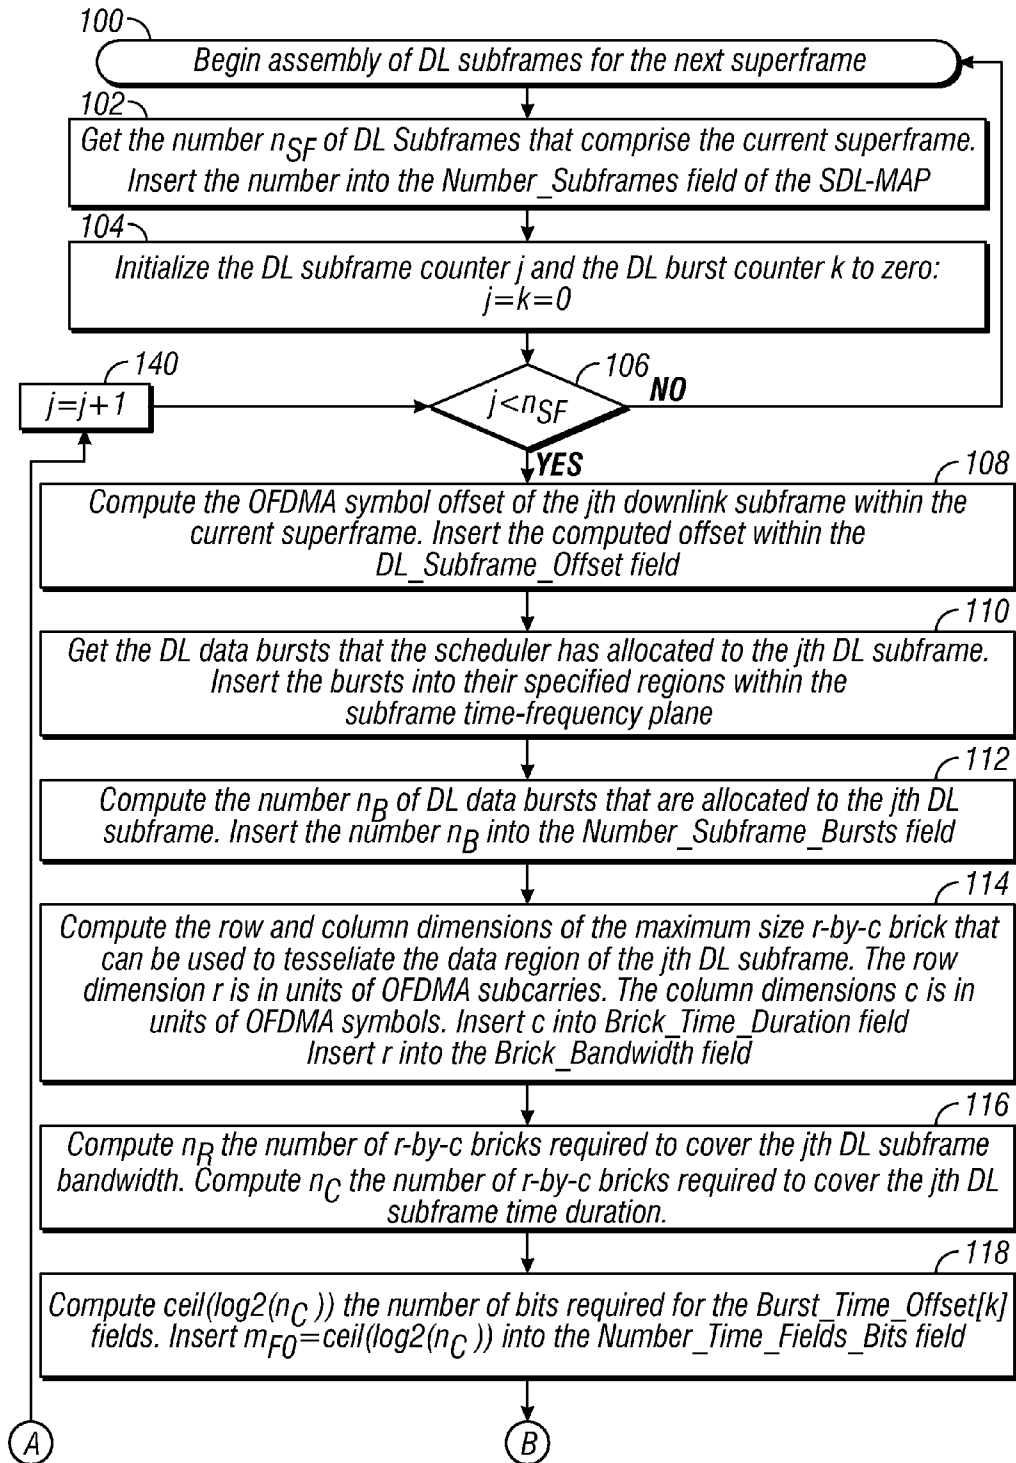 100
Begin assembly of DL subframes for the next superframe
102
Get the number nSF of DL Subframes that comprise the current superframe.
Insert the number into the Number_Subframes field of the SDL-MAP
104
Initialize the DL subframe counter j and the DL burst counter k to zero:
j=k=0
140
j=j+1
106
j<nSF
NO
YES
108
Compute the OFDMA symbol offset of the jth downlink subframe within the
current superframe. Insert the computed offset within the
DL_Subframe_Offset field
110
Get the DL data bursts that the scheduler has allocated to the jth DL subframe.
Insert the bursts into their specified regions within the
subframe time-frequency plane
112
Compute the number nB of DL data bursts that are allocated to the jth DL
subframe. Insert the number nB into the Number_Subframe_Bursts field
114
Compute the row and column dimensions of the maximum size r-by-c brick that
can be used to tesseliate the data region of the jth DL subframe. The row
dimension r is in units of OFDMA subcarries. The column dimensions c is in
units of OFDMA symbols. Insert c into Brick_Time_Duration field
Insert r into the Brick_Bandwidth field
116
Compute nR the number of r-by-c bricks required to cover the jth DL subframe
bandwidth. Compute nC the number of r-by-c bricks required to cover the jth DL
subframe time duration.
118
Compute ceil(log2(nC)) the number of bits required for the Burst_Time_Offset[k]
fields. Insert mF0=ceil(log2(nC)) into the Number_Time_Fields_Bits field
A
B